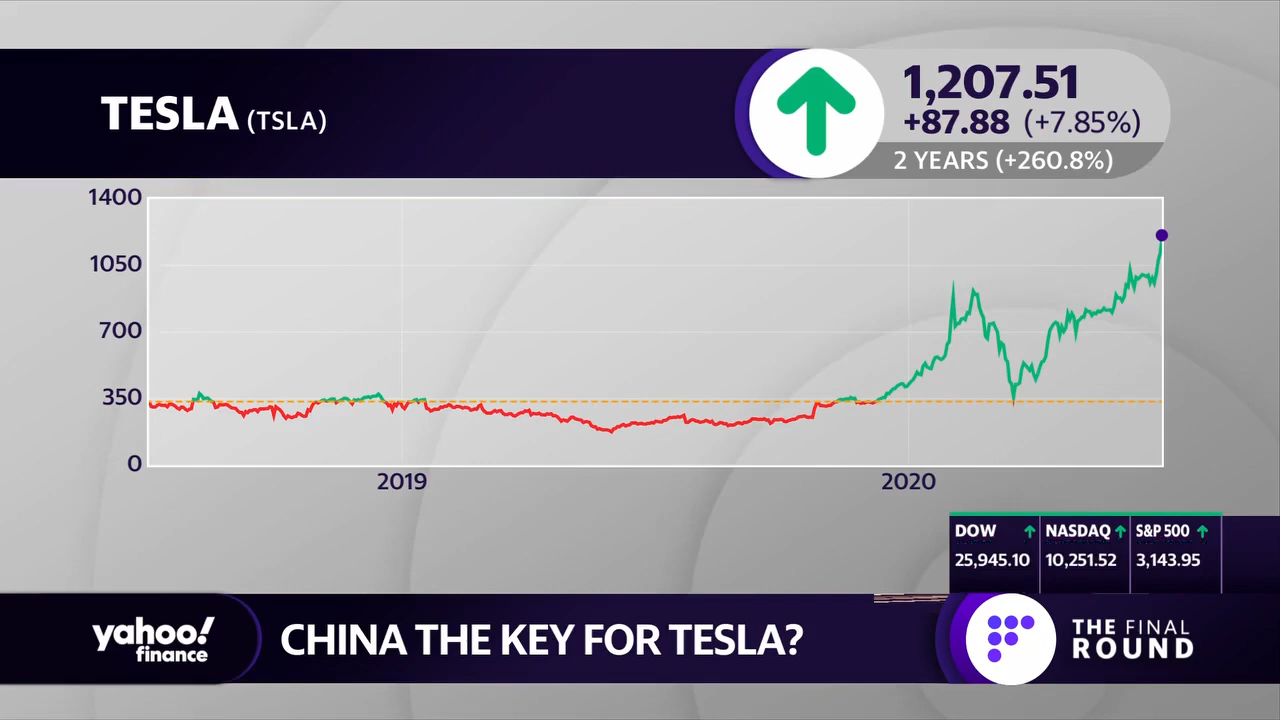 TESLA (TSLA)
1,207.51
+87.88 (+7.85%)
2 YEARS (+260.8%)
1400
1050
700
350
0
2019
2020
DOW
25,945.10
NASDAQ
10,251.52
S&P 500
3,143.95
yahoo!
finance
CHINA THE KEY FOR TESLA?
THE FINAL
ROUND